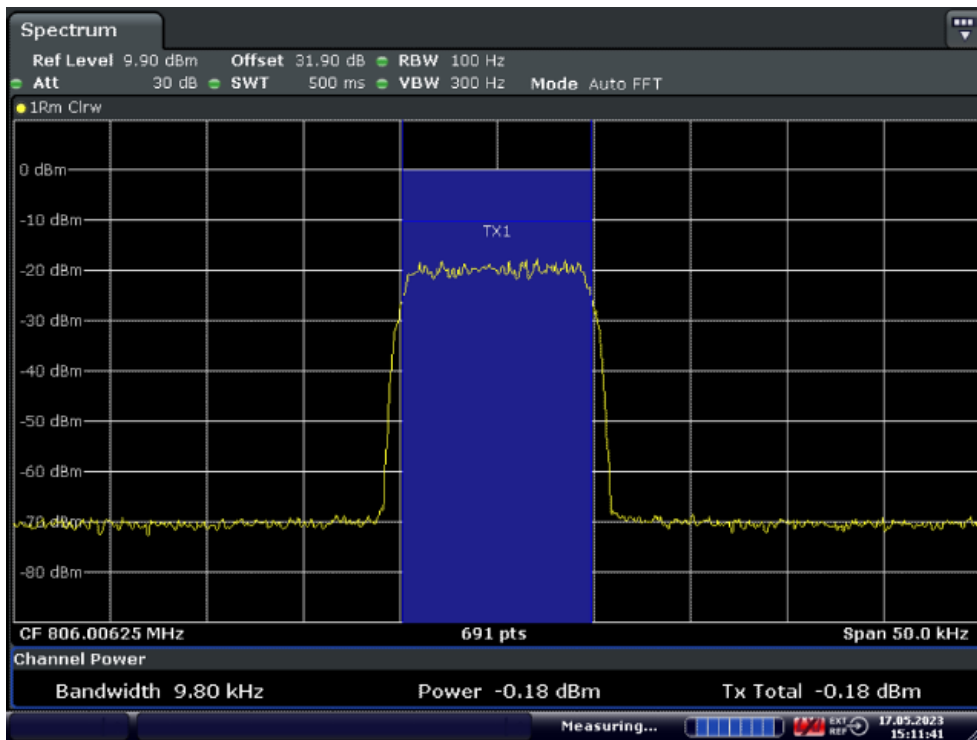 Spectrum
Ref Level 9.90 dBm Offset 31.90 dB RBW 100 Hz
Att 30 dB SWT 500 ms VBW 300 Hz Mode Auto FFT
1Rm Clrw
0 dBm
-10 dBm
TX1
-20 dBm
-30 dBm
-40 dBm
-50 dBm
-60 dBm
-70 dBm
-80 dBm
CF 806.00625 MHz 691 pts Span 50.0 kHz
Channel Power
Bandwidth 9.80 kHz Power -0.18 dBm Tx Total -0.18 dBm
Measuring... EXT REF 17.05.2023
15:11:41